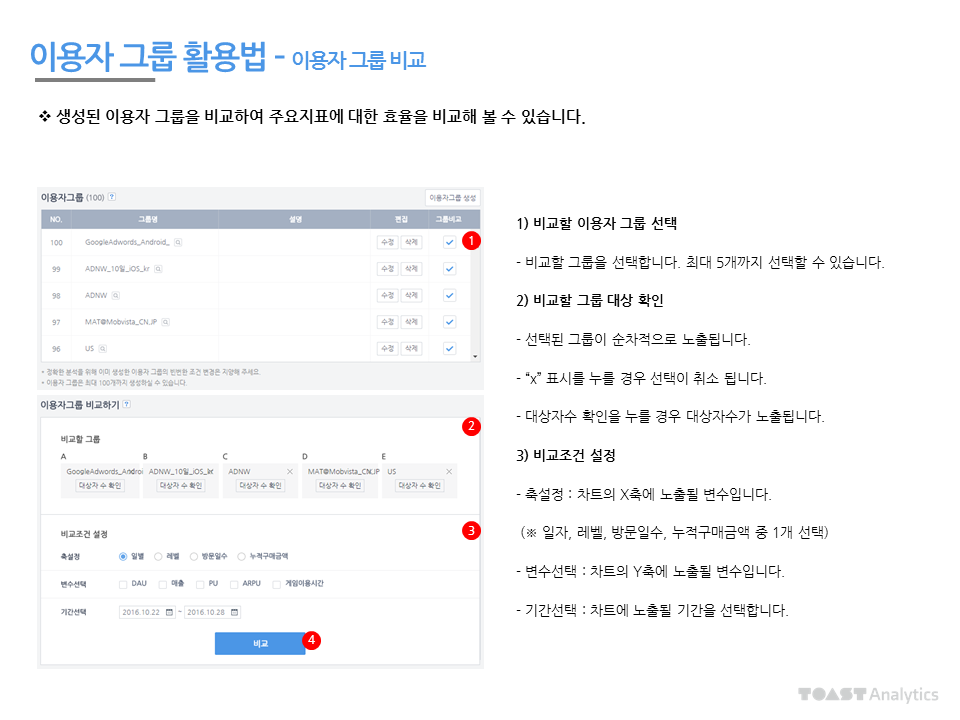 이용자 그룹 활용법 - 이용자 그룹 비교
❖ 생성된 이용자 그룹을 비교하여 주요지표에 대한 효율을 비교해 볼 수 있습니다.
이용자그룹 (100) ? 이용자그룹 생성
NO. 그룹명 설명 편집 그룹비교
100 GoogleAdwords_Android_ 수정 삭제 1
99 ADNW_10월_iOS_kr 수정 삭제
98 ADNW 수정 삭제
97 MAT@Mobvista_CN,JP 수정 삭제
96 US 수정 삭제
* 정확한 분석을 위해 이미 생성한 이용자 그룹의 빈번한 조건 변경은 지양해 주세요.
* 이용자 그룹은 최대 100개까지 생성하실 수 있습니다.
이용자그룹 비교하기 ?
2
비교할 그룹
A B C D E
GoogleAdwords_Android ADNW_10월_iOS_kr ADNW × MAT@Mobvista_CN,JP US ×
대상자 수 확인 대상자 수 확인 대상자 수 확인 대상자 수 확인 대상자 수 확인
비교조건 설정 3
축설정 일별 레벨 방문일수 누적구매금액
변수선택 DAU 매출 PU ARPU 게임이용시간
기간선택 2016.10.22 ~ 2016.10.28
비교 4
1) 비교할 이용자 그룹 선택
- 비교할 그룹을 선택합니다. 최대 5개까지 선택할 수 있습니다.
2) 비교할 그룹 대상 확인
- 선택된 그룹이 순차적으로 노출됩니다.
- “x” 표시를 누를 경우 선택이 취소 됩니다.
- 대상자수 확인을 누를 경우 대상자수가 노출됩니다.
3) 비교조건 설정
- 축설정 : 차트의 X축에 노출될 변수입니다.
(※ 일자, 레벨, 방문일수, 누적구매금액 중 1개 선택)
- 변수선택 : 차트의 Y축에 노출될 변수입니다.
- 기간선택 : 차트에 노출될 기간을 선택합니다.
TOAST Analytics